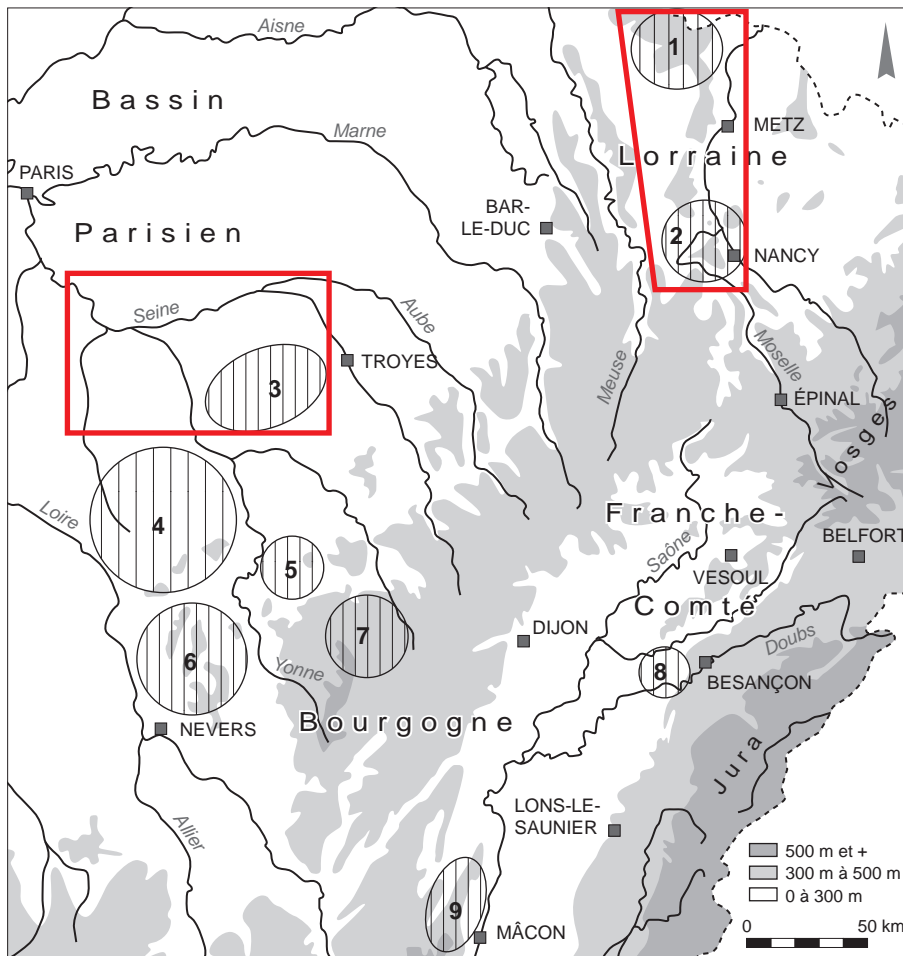 Aisne
1
Bassin
METZ
Marne
Lorraine
PARIS
BAR-
LE-DUC
Parisien
2
NANCY
Seine
Aube
TROYES
Meuse
Moselle
3
ÉPINAL
Vosges
Loire
4
Franche-
BELFORT
5
Saône
VESOUL
Comté
7
DIJON
Doubs
6
8
BESANÇON
Yonne
NEVERS
Bourgogne
Jura
LONS-LE-
SAUNIER
Allier
500 m et +
300 m à 500 m
0 à 300 m
9
MÂCON
0 50 km